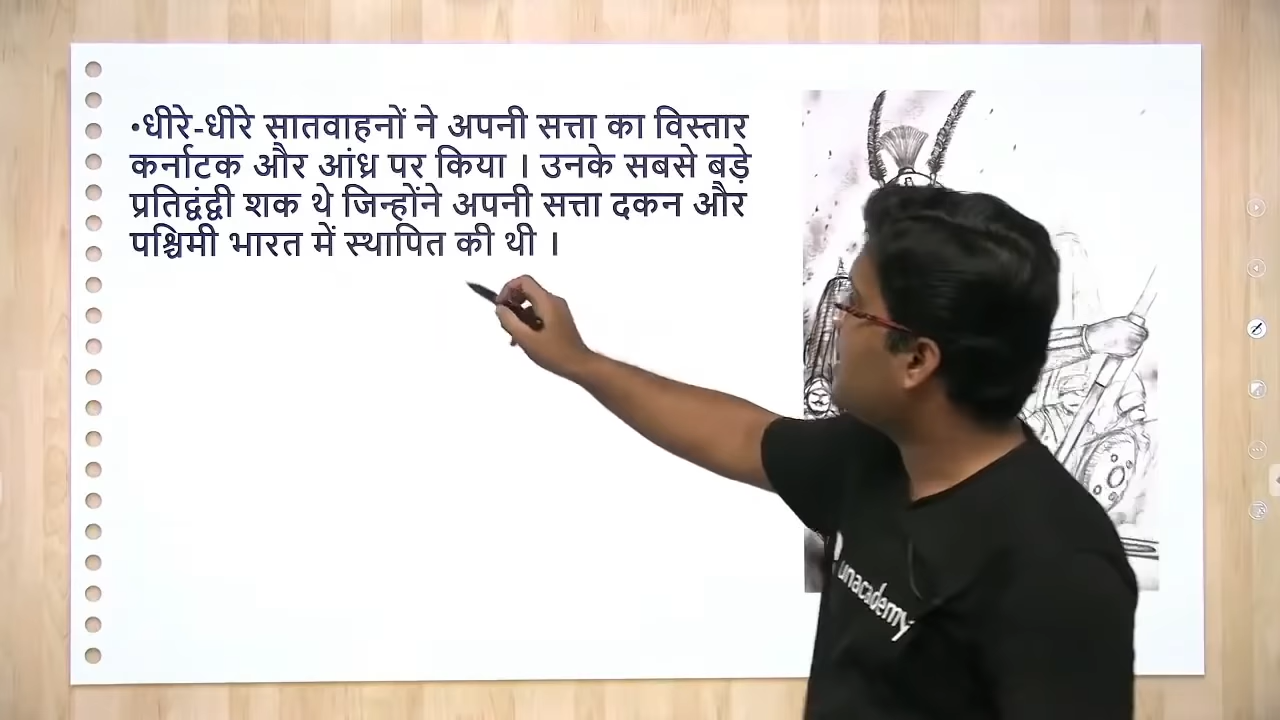 •धीरे-धीरे सातवाहनों ने अपनी सत्ता का विस्तार
कर्नाटक और आंध्र पर किया । उनके सबसे बड़े
प्रतिद्वंद्वी शक थे जिन्होंने अपनी सत्ता दकन और
पश्चिमी भारत में स्थापित की थी ।
unacademy